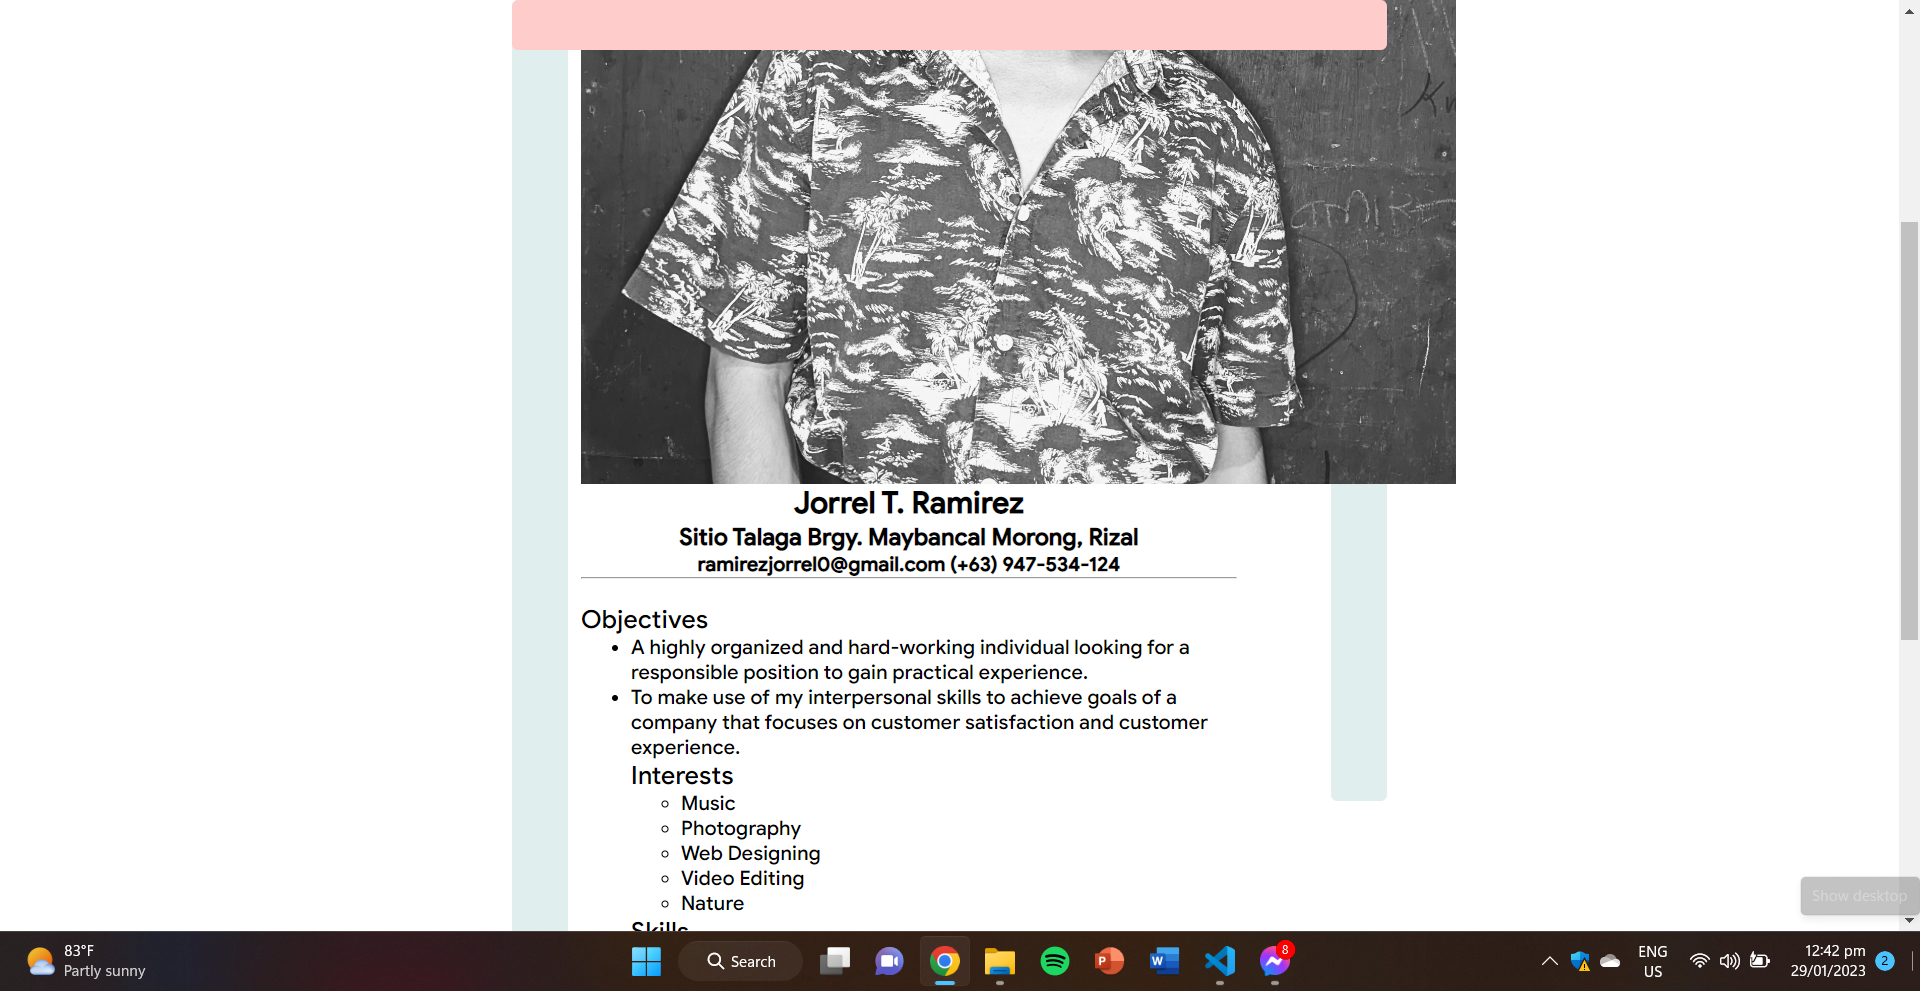 Jorrel T. Ramirez
Sitio Talaga Brgy. Maybancal Morong, Rizal
ramirezjorrel0@gmail.com (+63) 947-534-124
Objectives
A highly organized and hard-working individual looking for a
responsible position to gain practical experience.
To make use of my interpersonal skills to achieve goals of a
company that focuses on customer satisfaction and customer
experience.
Interests
Music
Photography
Web Designing
Video Editing
Nature
Skills
Show desktop
83°F
Partly sunny
Search
8
ENG
US
12:42 pm
29/01/2023
2